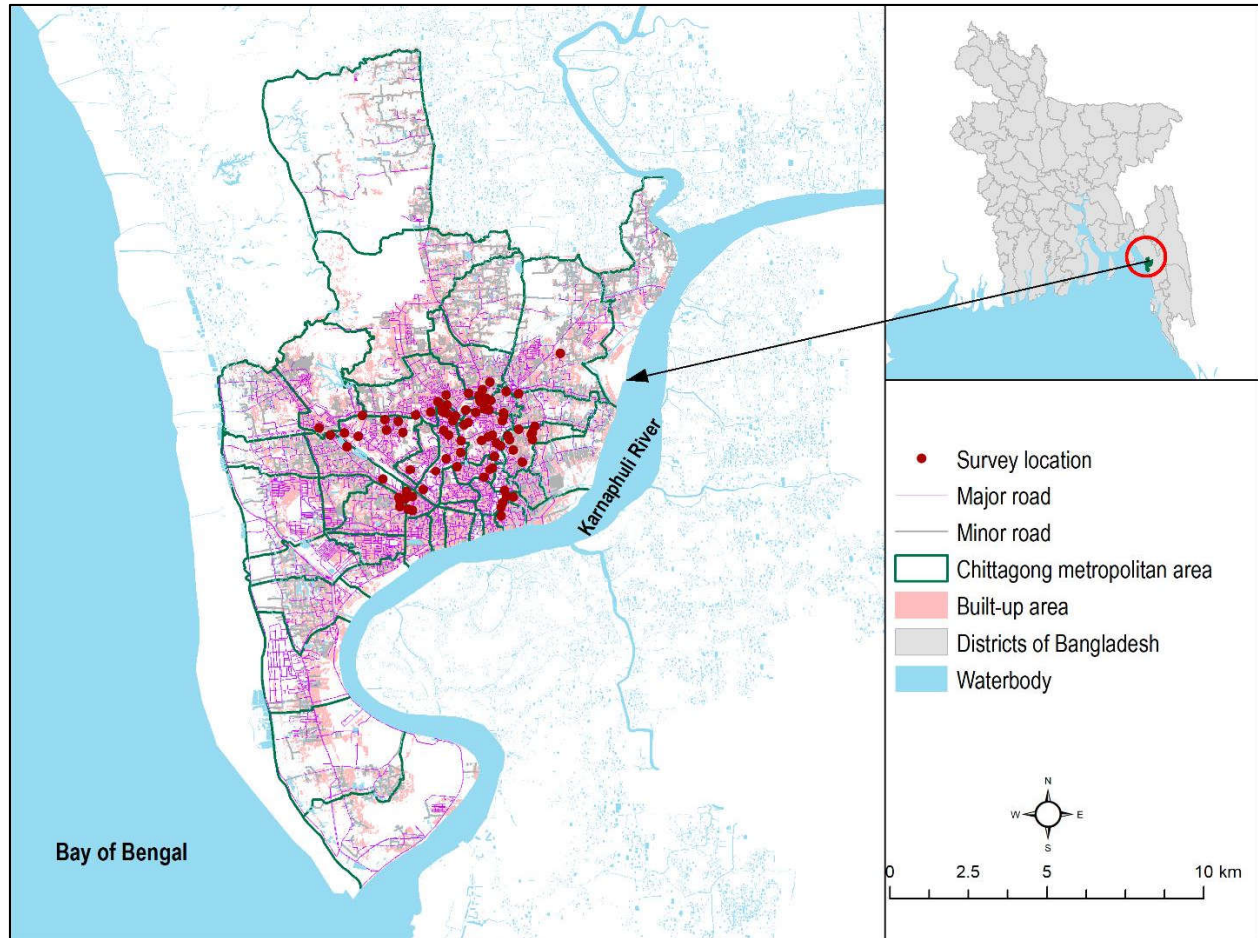 Karnaphuli River
Bay of Bengal
Survey location
Major road
Minor road
Chittagong metropolitan area
Built-up area
Districts of Bangladesh
Waterbody
N
W E
S
0 2.5 5 10 km